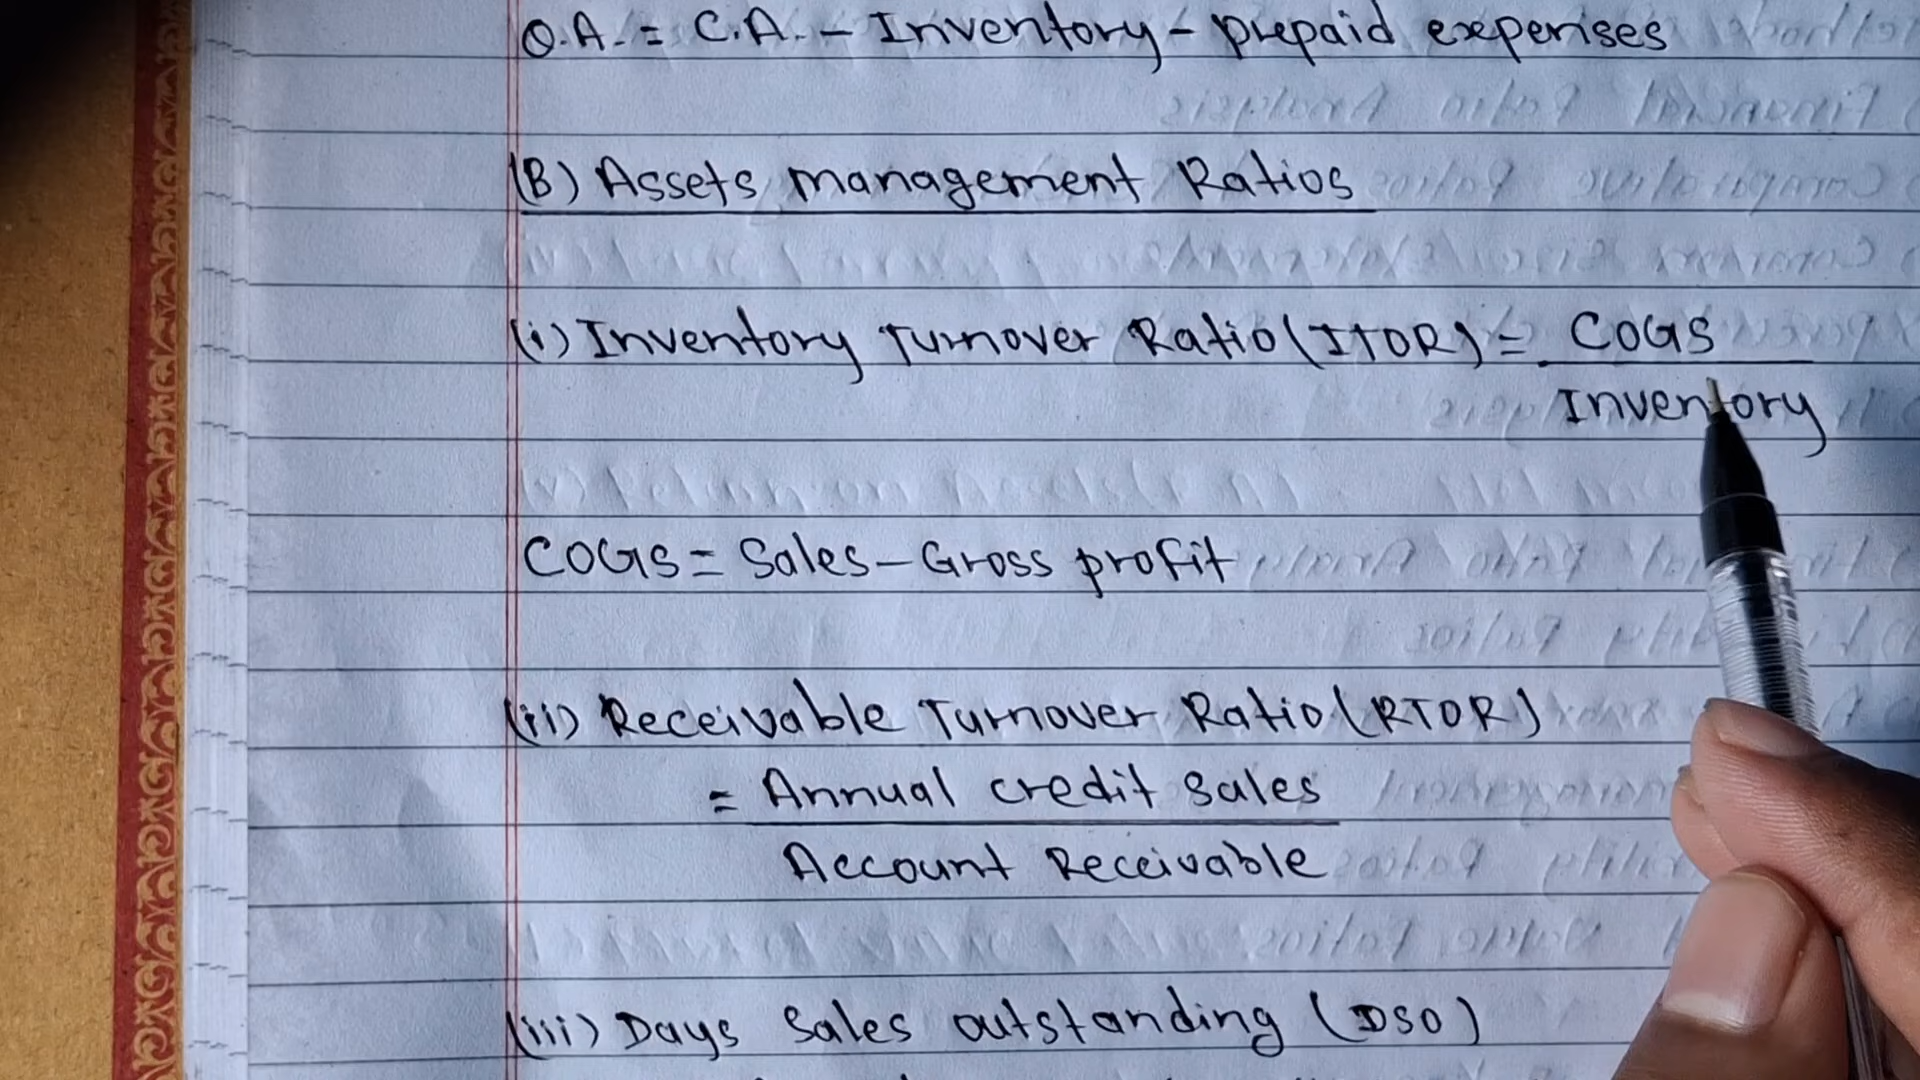 Q.A. = C.A. - Inventory - prepaid expenses
(B) Assets management Ratios
(i) Inventory Turnover Ratio (ITOR) = COGS
Inventory
COGS = Sales - Gross profit
(ii) Receivable Turnover Ratio (RTOR)
= Annual credit sales
Account Receivable
(iii) Days Sales outstanding (DSO)